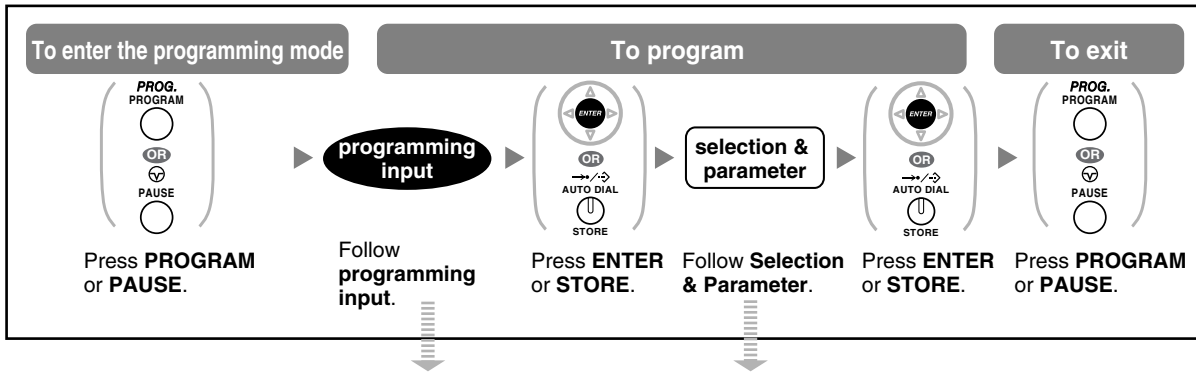 To enter the programming mode
To program
To exit
PROG.
PROGRAM
OR
PAUSE
Press PROGRAM
or PAUSE.
programming
input
Follow
programming
input.
ENTER
OR
AUTO DIAL
STORE
Press ENTER
or STORE.
selection &
parameter
Follow Selection
& Parameter.
ENTER
OR
AUTO DIAL
STORE
Press ENTER
or STORE.
PROG.
PROGRAM
OR
PAUSE
Press PROGRAM
or PAUSE.